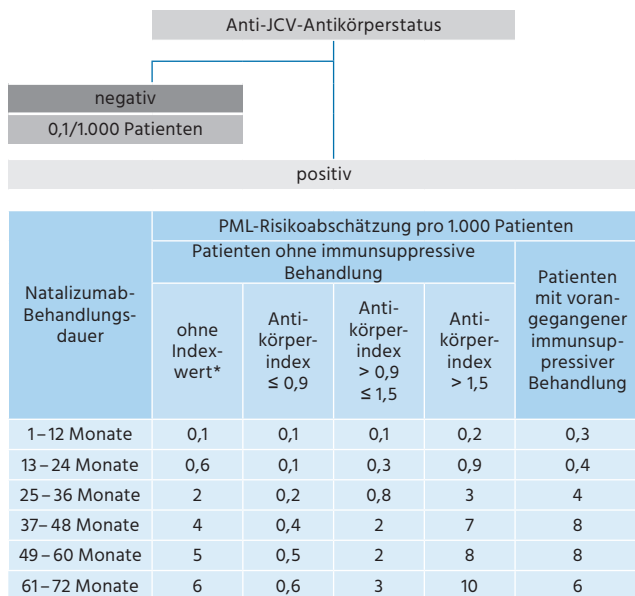 Anti-JCV-Antikörperstatus
negativ
0,1/1.000 Patienten
positiv
Natalizumab-
Behandlungs-
dauer
PML-Risikoabschätzung pro 1.000 Patienten
Patienten ohne immunsuppressive
Behandlung
ohne
Index-
wert*
Anti-
körper-
index
≤ 0,9
Anti-
körper-
index
> 0,9
≤ 1,5
Anti-
körper-
index
> 1,5
Patienten
mit voran-
gegangener
immunsup-
pressiver
Behandlung
1–12 Monate 0,1 0,1 0,1 0,2 0,3
13–24 Monate 0,6 0,1 0,3 0,9 0,4
25–36 Monate 2 0,2 0,8 3 4
37–48 Monate 4 0,4 2 7 8
49–60 Monate 5 0,5 2 8 8
61–72 Monate 6 0,6 3 10 6